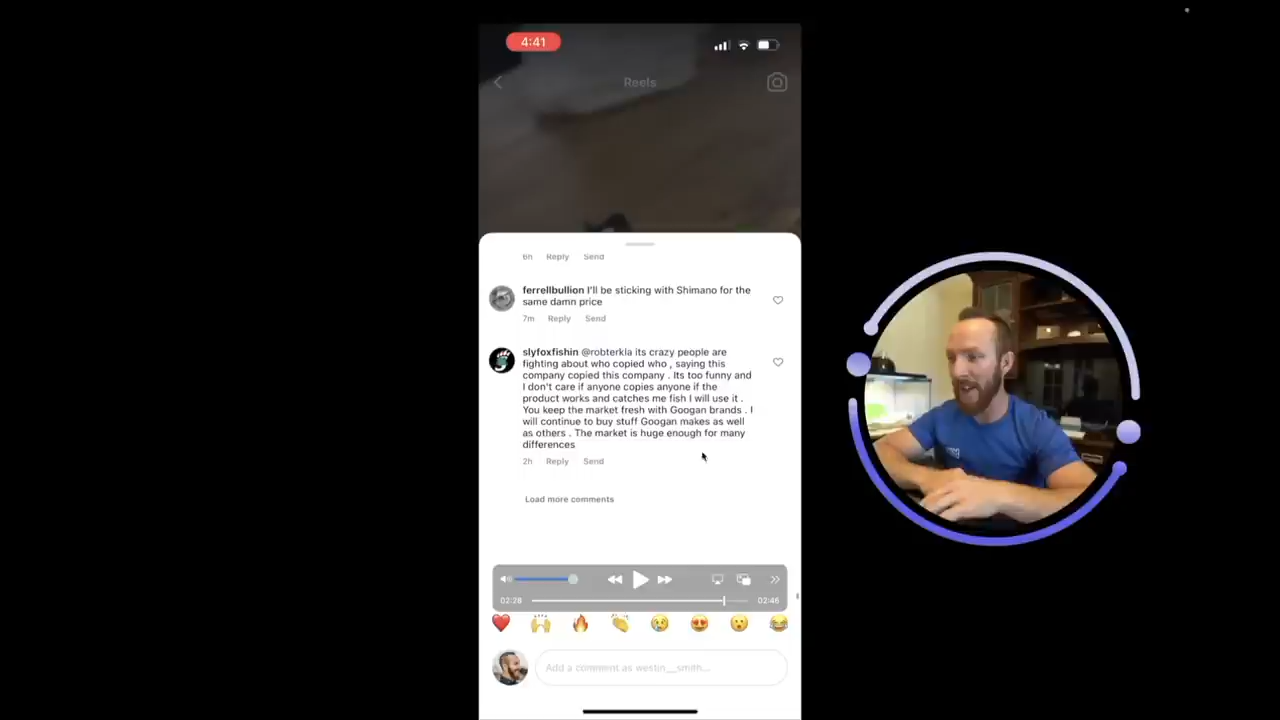 4:41
Reels
6h Reply Send
ferrellbullion I'll be sticking with Shimano for the
same damn price
7m Reply Send
slyfoxfishin @robterkla its crazy people are
fighting about who copied who , saying this
company copied this company . Its too funny and
I don't care if anyone copies anyone if the
product works and catches me fish I will use it .
You keep the market fresh with Googan brands . I
will continue to buy stuff Googan makes as well
as others . The market is huge enough for many
differences
2h Reply Send
Load more comments
02:28 02:46
Add a comment as westin__smith...